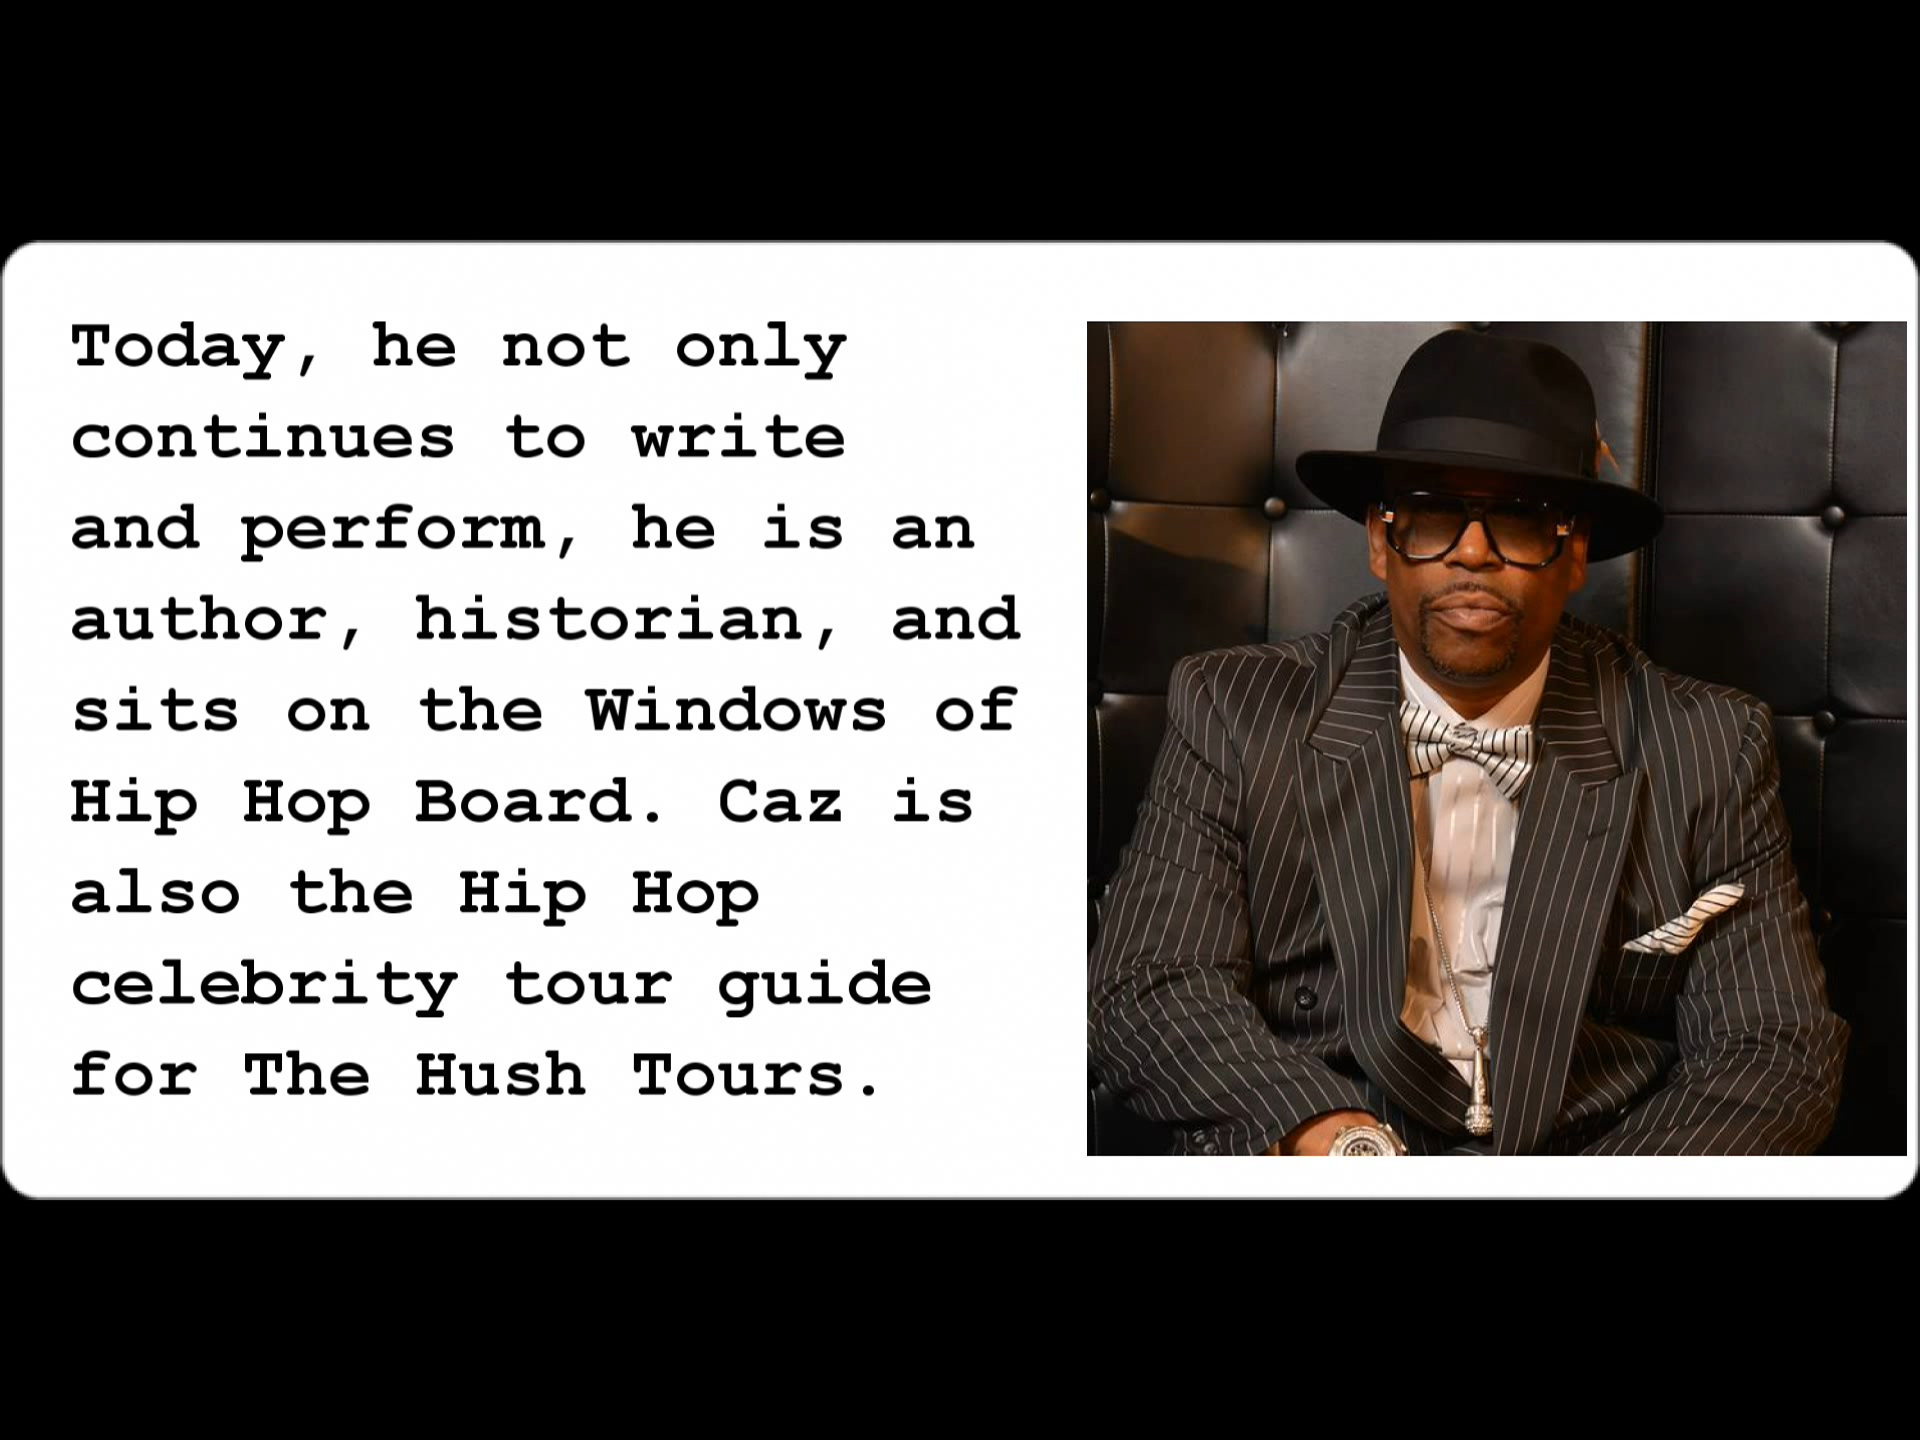 Today, he not only
continues to write
and perform, he is an
author, historian, and
sits on the Windows of
Hip Hop Board. Caz is
also the Hip Hop
celebrity tour guide
for The Hush Tours.